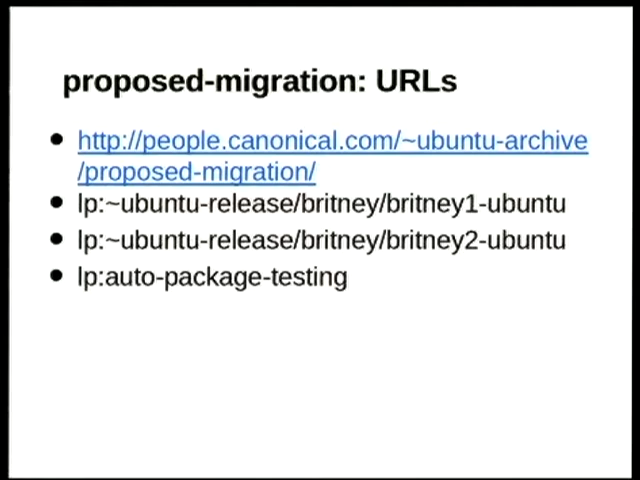 proposed-migration: URLs
http://people.canonical.com/~ubuntu-archive
/proposed-migration/
lp:~ubuntu-release/britney/britney1-ubuntu
lp:~ubuntu-release/britney/britney2-ubuntu
lp:auto-package-testing